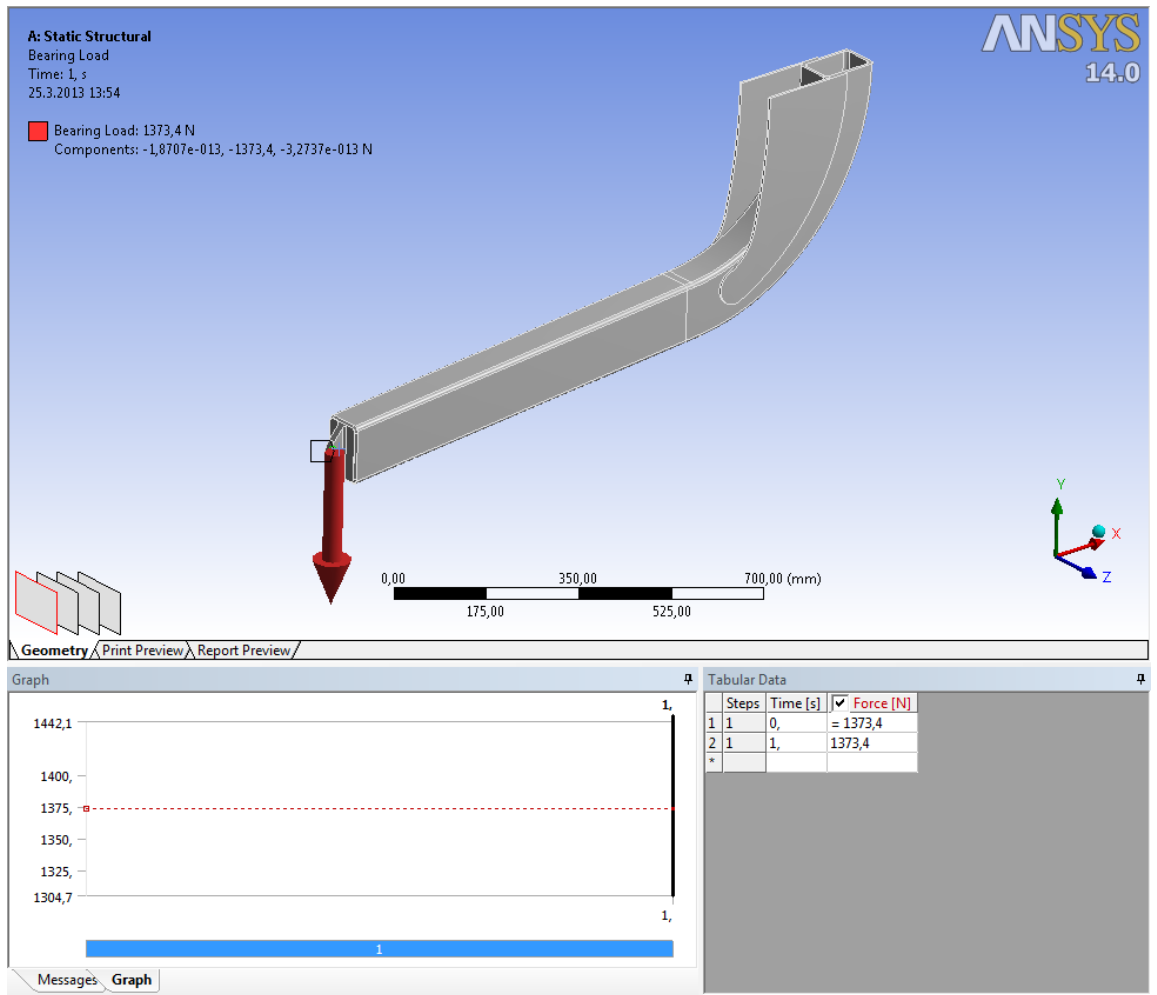 A: Static Structural
Bearing Load
Time: 1, s
25.3.2013 13:54
Bearing Load: 1373,4 N
Components: -1,8707e-013, -1373,4, -3,2737e-013 N
ANSYS
14.0
Y
X
Z
0,00 350,00 700,00 (mm)
175,00 525,00
Geometry Print Preview Report Preview
Graph
1,
1442,1
1400,
1375,
1350,
1325,
1304,7
1,
1
Messages Graph
Tabular Data
Steps Time [s] Force [N]
1 1 0, = 1373,4
2 1 1, 1373,4
*